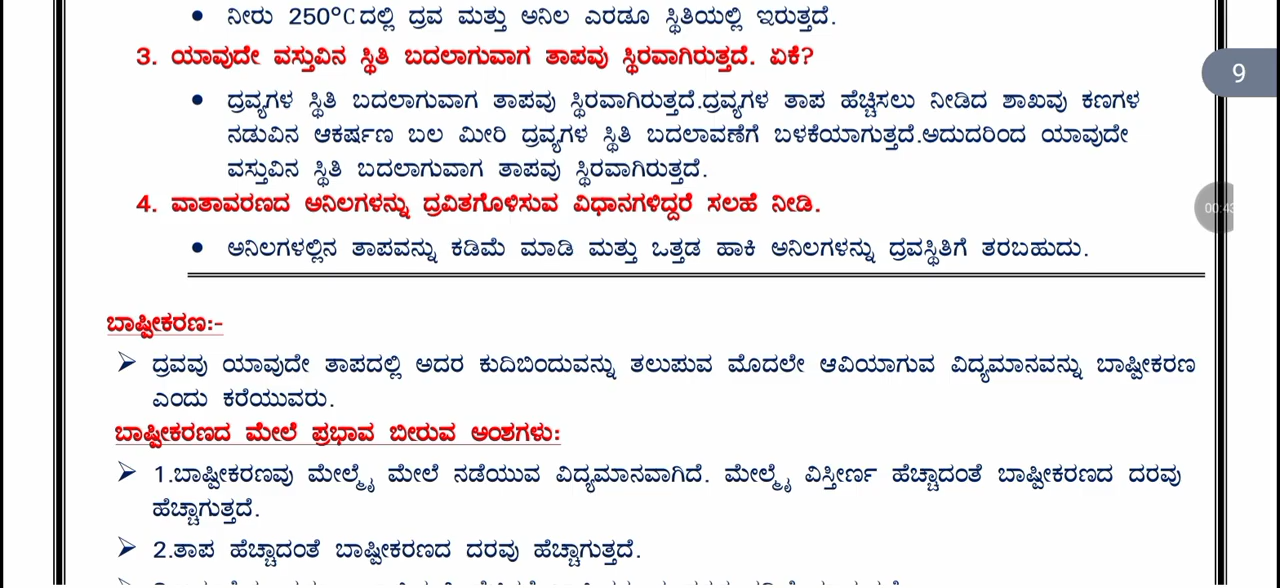 • ನೀರು 250°C ದಲ್ಲಿ ದ್ರವ ಮತ್ತು ಅನಿಲ ಎರಡೂ ಸ್ಥಿತಿಯಲ್ಲಿ ಇರುತ್ತದೆ.
3. ಯಾವುದೇ ವಸ್ತುವಿನ ಸ್ಥಿತಿ ಬದಲಾಗುವಾಗ ತಾಪವು ಸ್ಥಿರವಾಗಿರುತ್ತದೆ. ಏಕೆ?
9
• ದ್ರವ್ಯಗಳ ಸ್ಥಿತಿ ಬದಲಾಗುವಾಗ ತಾಪವು ಸ್ಥಿರವಾಗಿರುತ್ತದೆ.ದ್ರವ್ಯಗಳ ತಾಪ ಹೆಚ್ಚಿಸಲು ನೀಡಿದ ಶಾಖವು ಕಣಗಳ
ನಡುವಿನ ಆಕರ್ಷಣ ಬಲ ಮೀರಿ ದ್ರವ್ಯಗಳ ಸ್ಥಿತಿ ಬದಲಾವಣೆಗೆ ಬಳಕೆಯಾಗುತ್ತದೆ.ಅದುದರಿಂದ ಯಾವುದೇ
ವಸ್ತುವಿನ ಸ್ಥಿತಿ ಬದಲಾಗುವಾಗ ತಾಪವು ಸ್ಥಿರವಾಗಿರುತ್ತದೆ.
4. ವಾತಾವರಣದ ಅನಿಲಗಳನ್ನು ದ್ರವಿತಗೊಳಿಸುವ ವಿಧಾನಗಳಿದ್ದರೆ ಸಲಹೆ ನೀಡಿ.
• ಅನಿಲಗಳಲ್ಲಿನ ತಾಪವನ್ನು ಕಡಿಮೆ ಮಾಡಿ ಮತ್ತು ಒತ್ತಡ ಹಾಕಿ ಅನಿಲಗಳನ್ನು ದ್ರವಸ್ಥಿತಿಗೆ ತರಬಹುದು.
ಬಾಷ್ಪೀಕರಣ:-
➢ ದ್ರವವು ಯಾವುದೇ ತಾಪದಲ್ಲಿ ಅದರ ಕುದಿಬಿಂದುವನ್ನು ತಲುಪುವ ಮೊದಲೇ ಆವಿಯಾಗುವ ವಿದ್ಯಮಾನವನ್ನು ಬಾಷ್ಪೀಕರಣ
ಎಂದು ಕರೆಯುವರು.
ಬಾಷ್ಪೀಕರಣದ ಮೇಲೆ ಪ್ರಭಾವ ಬೀರುವ ಅಂಶಗಳು:
➢ 1.ಬಾಷ್ಪೀಕರಣವು ಮೇಲ್ಮೈ ಮೇಲೆ ನಡೆಯುವ ವಿದ್ಯಮಾನವಾಗಿದೆ. ಮೇಲ್ಮೈ ವಿಸ್ತೀರ್ಣ ಹೆಚ್ಚಾದಂತೆ ಬಾಷ್ಪೀಕರಣದ ದರವು
ಹೆಚ್ಚಾಗುತ್ತದೆ.
➢ 2.ತಾಪ ಹೆಚ್ಚಾದಂತೆ ಬಾಷ್ಪೀಕರಣದ ದರವು ಹೆಚ್ಚಾಗುತ್ತದೆ.